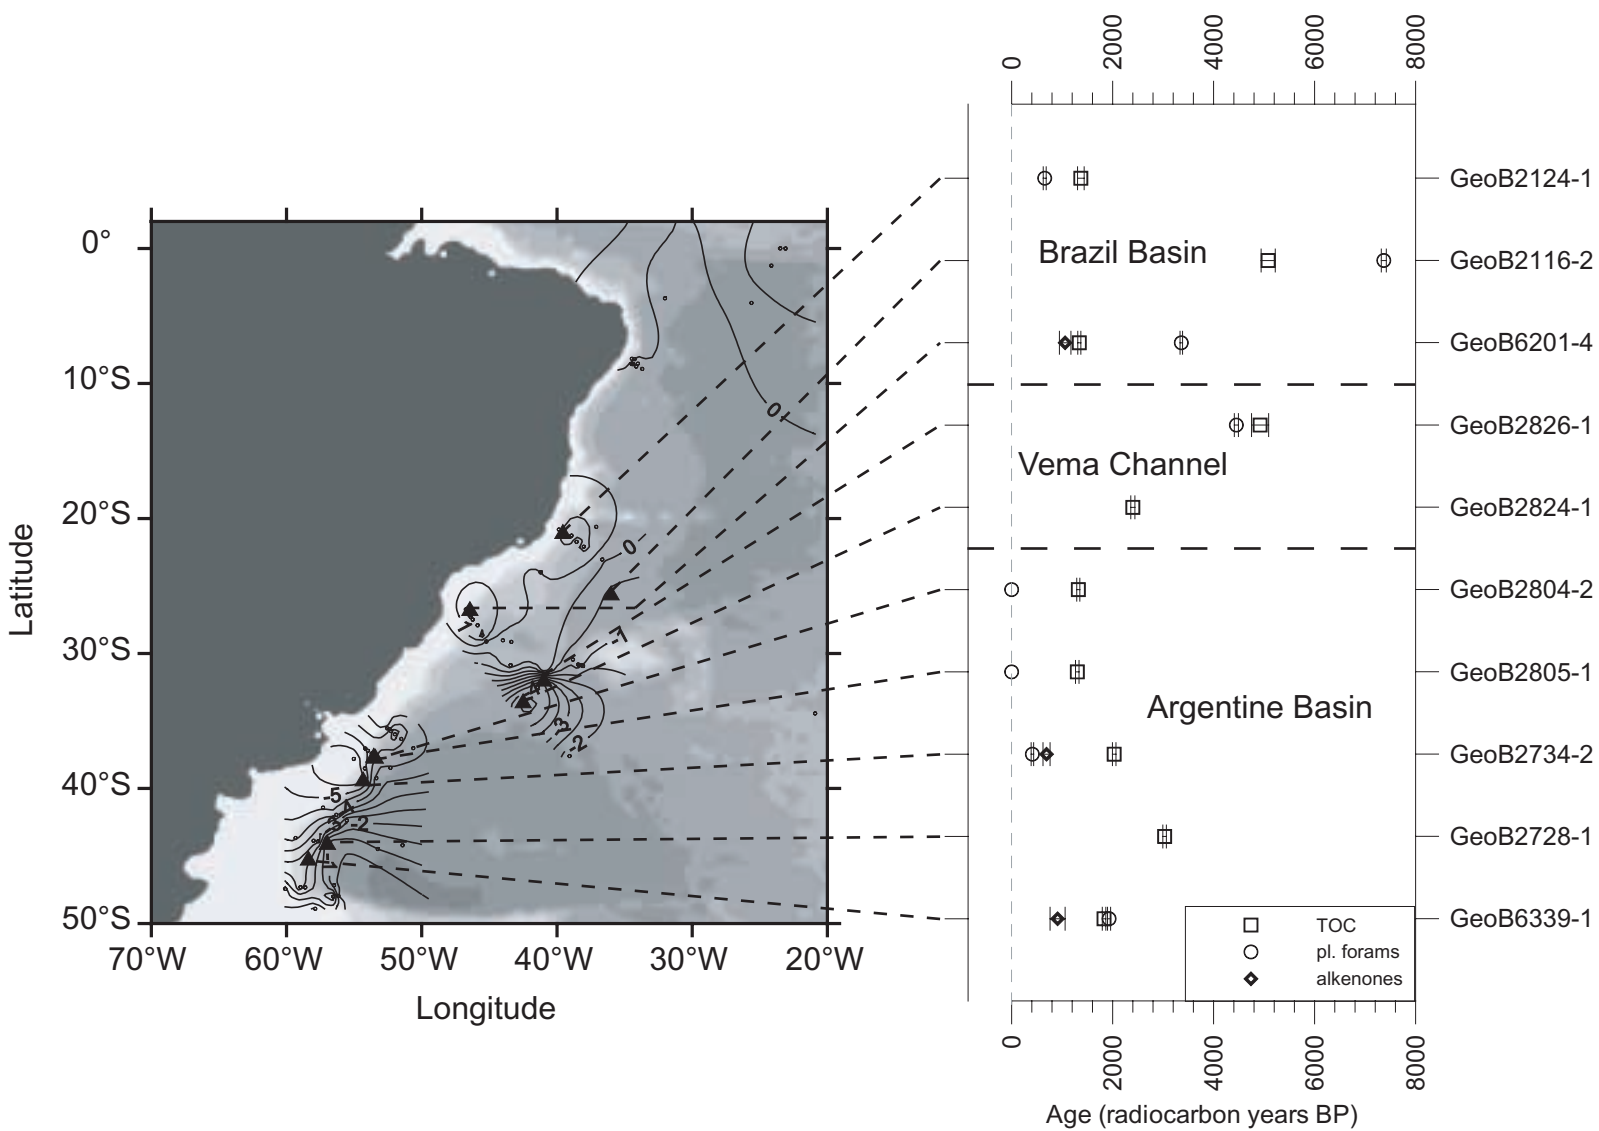 0 2000 4000 6000 8000
GeoB2124-1
Brazil Basin
GeoB2116-2
GeoB6201-4
GeoB2826-1
Vema Channel
GeoB2824-1
GeoB2804-2
GeoB2805-1
Argentine Basin
GeoB2734-2
GeoB2728-1
GeoB6339-1
TOC
pl. forams
alkenones
0 2000 4000 6000 8000
Age (radiocarbon years BP)
Latitude
0°
10°S
20°S
30°S
40°S
50°S
70°W 60°W 50°W 40°W 30°W 20°W
Longitude
0
0
-1
-3
-2
-5
-2